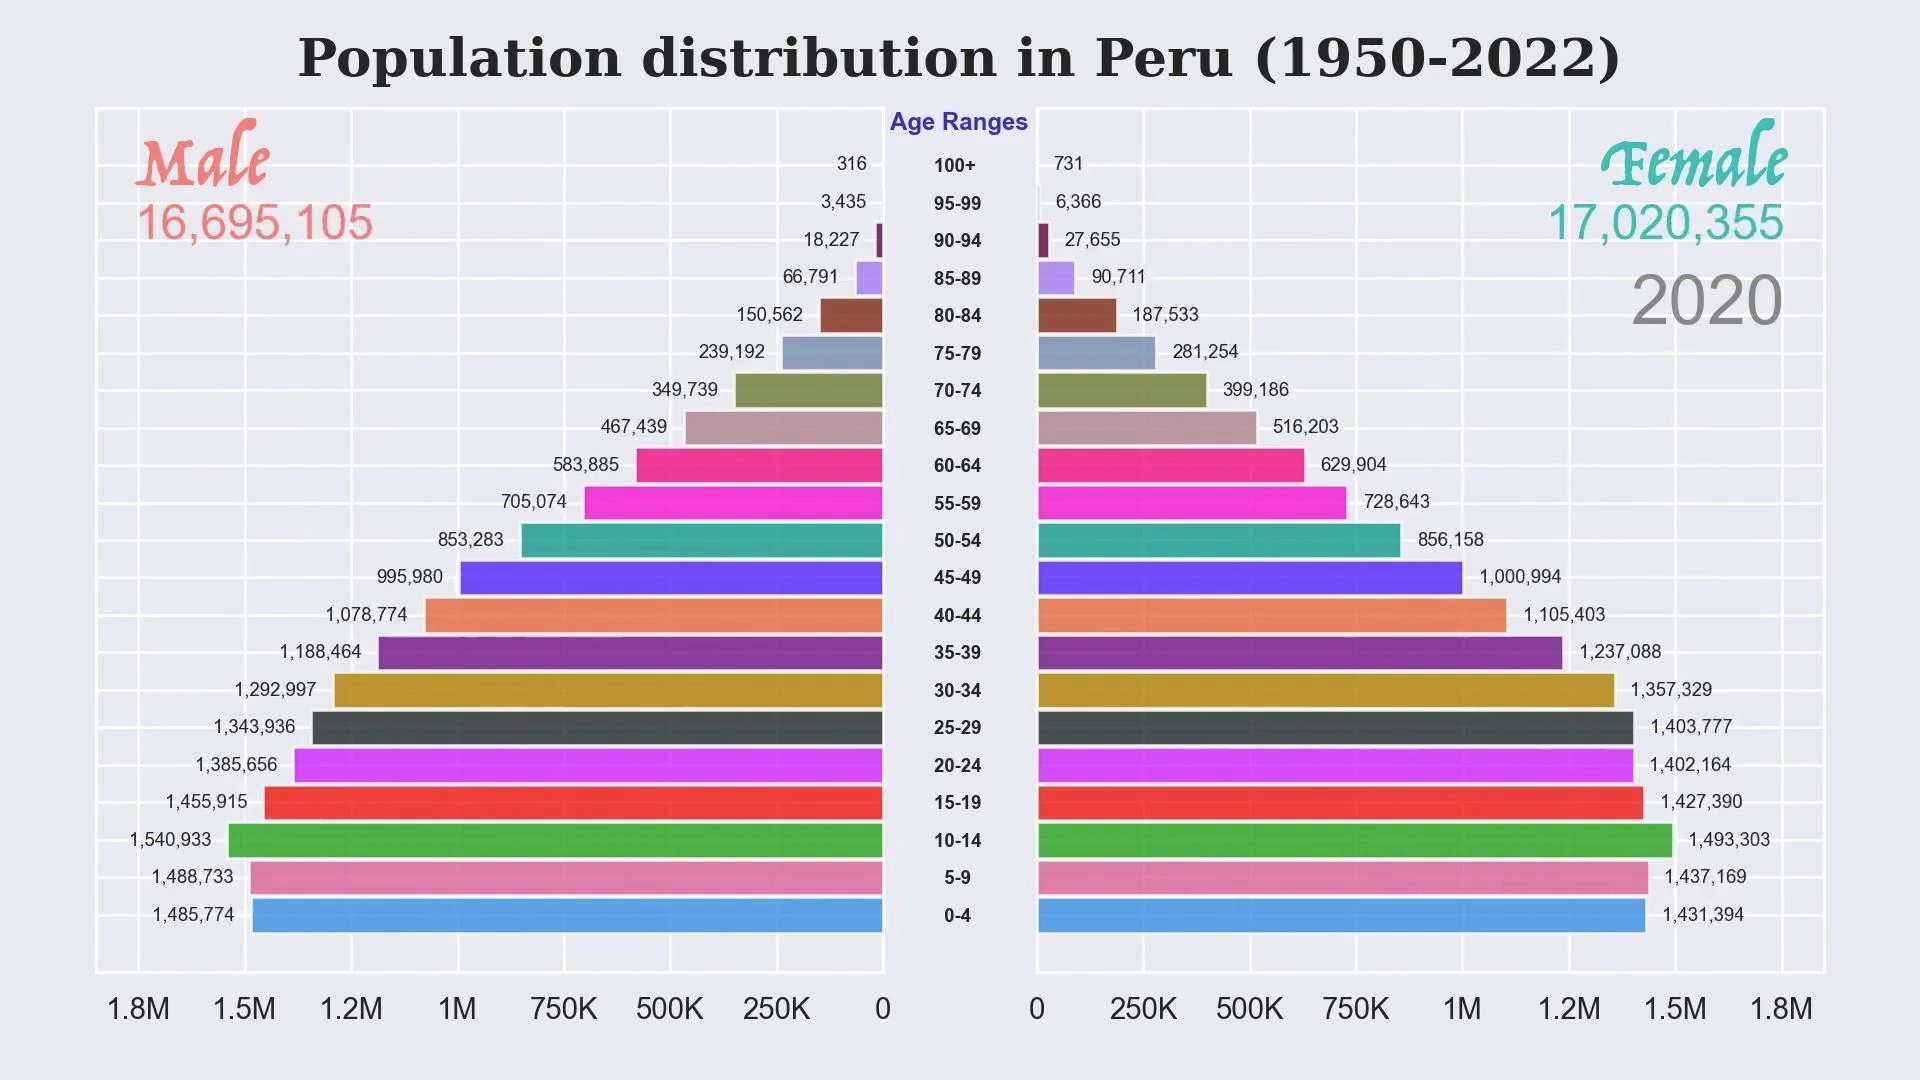 Population distribution in Peru (1950-2022)
Age Ranges
Male
16,695,105
Female
17,020,355
2020
316 100+ 731
3,435 95-99 6,366
18,227 90-94 27,655
66,791 85-89 90,711
150,562 80-84 187,533
239,192 75-79 281,254
349,739 70-74 399,186
467,439 65-69 516,203
583,885 60-64 629,904
705,074 55-59 728,643
853,283 50-54 856,158
995,980 45-49 1,000,994
1,078,774 40-44 1,105,403
1,188,464 35-39 1,237,088
1,292,997 30-34 1,357,329
1,343,936 25-29 1,403,777
1,385,656 20-24 1,402,164
1,455,915 15-19 1,427,390
1,540,933 10-14 1,493,303
1,488,733 5-9 1,437,169
1,485,774 0-4 1,431,394
1.8M 1.5M 1.2M 1M 750K 500K 250K 0 0 250K 500K 750K 1M 1.2M 1.5M 1.8M